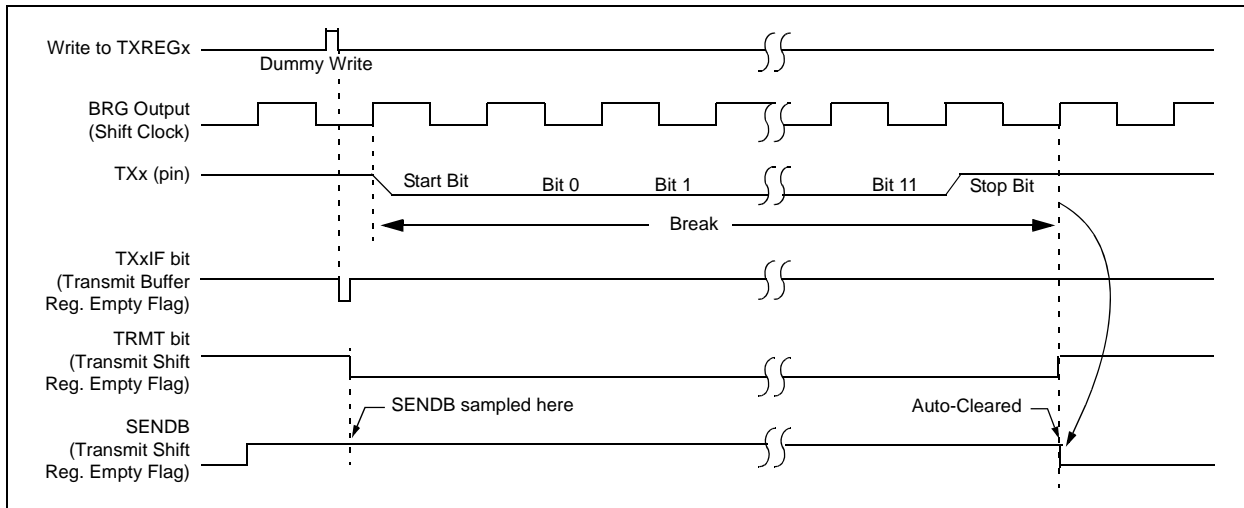 Write to TXREGx
Dummy Write
BRG Output
(Shift Clock)
TXx (pin)
Start Bit
Bit 0
Bit 1
Bit 11
Stop Bit
Break
TXxIF bit
(Transmit Buffer
Reg. Empty Flag)
TRMT bit
(Transmit Shift
Reg. Empty Flag)
SENDB sampled here
Auto-Cleared
SENDB
(Transmit Shift
Reg. Empty Flag)